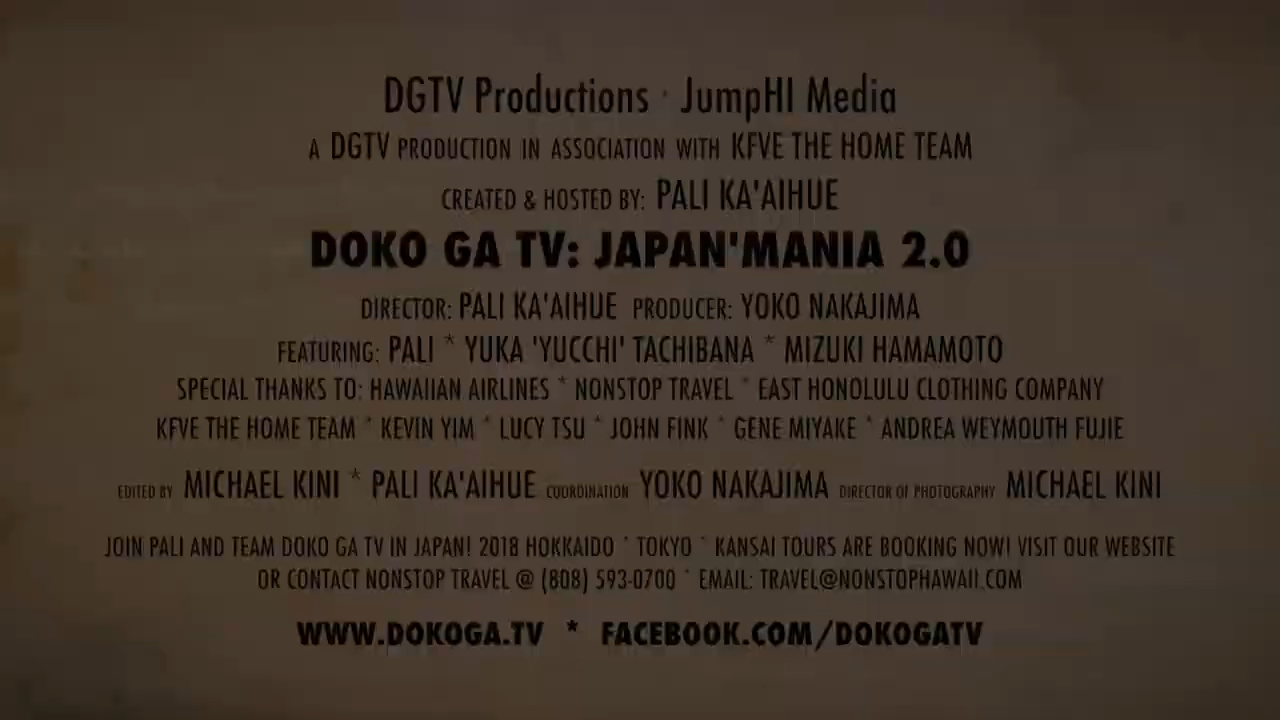 DGTV Productions · JumpHI Media
A DGTV PRODUCTION IN ASSOCIATION WITH KFVE THE HOME TEAM
CREATED & HOSTED BY: PALI KA'AIHUE
DOKO GA TV: JAPAN'MANIA 2.0
DIRECTOR: PALI KA'AIHUE PRODUCER: YOKO NAKAJIMA
FEATURING: PALI * YUKA 'YUCCHI' TACHIBANA * MIZUKI HAMAMOTO
SPECIAL THANKS TO: HAWAIIAN AIRLINES * NONSTOP TRAVEL * EAST HONOLULU CLOTHING COMPANY
KFVE THE HOME TEAM * KEVIN YIM * LUCY TSU * JOHN FINK * GENE MIYAKE * ANDREA WEYMOUTH FUJIE
EDITED BY MICHAEL KINI * PALI KA'AIHUE COORDINATION YOKO NAKAJIMA DIRECTOR OF PHOTOGRAPHY MICHAEL KINI
JOIN PALI AND TEAM DOKO GA TV IN JAPAN! 2018 HOKKAIDO * TOKYO * KANSAI TOURS ARE BOOKING NOW! VISIT OUR WEBSITE
OR CONTACT NONSTOP TRAVEL @ (808) 593-0700 * EMAIL: TRAVEL@NONSTOPHAWAII.COM
WWW.DOKOGA.TV * FACEBOOK.COM/DOKOGATV